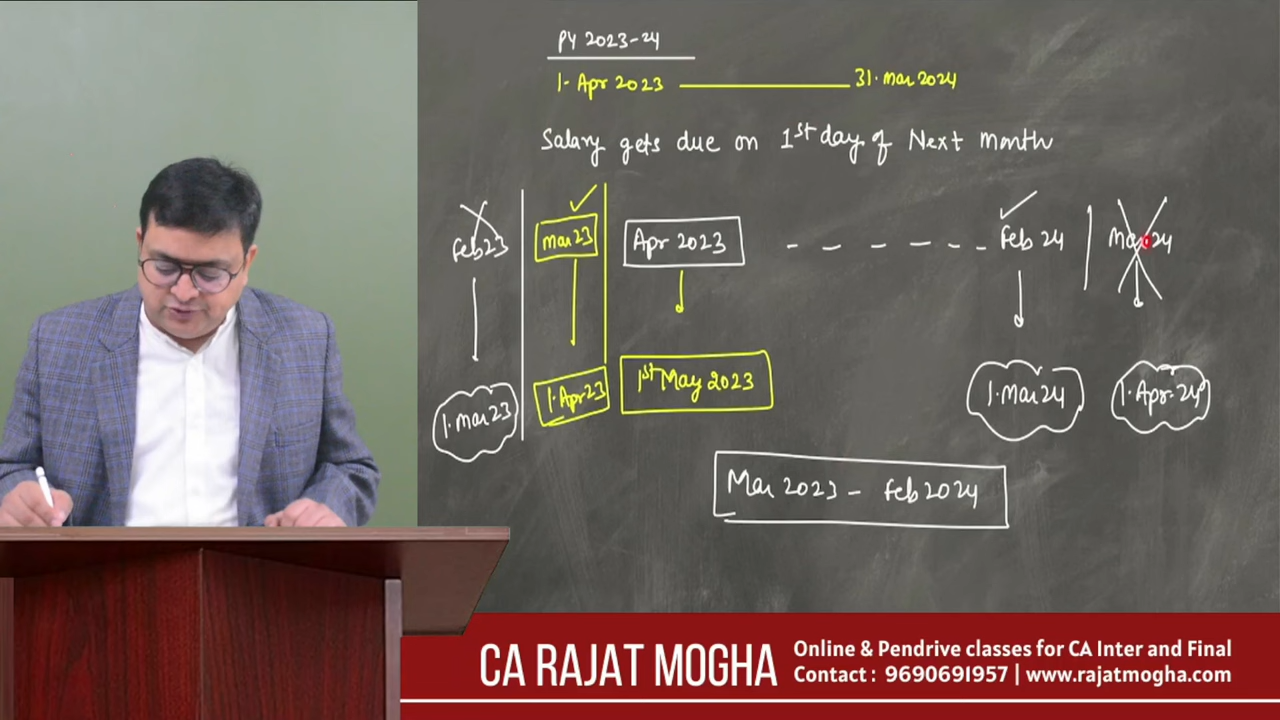 PY 2023-24
1. Apr 2023 ——— 31. Mar 2024
Salary gets due on 1st day of Next month
Feb 23 Mar 23 Apr 2023 - - - - - - Feb 24 Mar 24
1. Mar 23 1. Apr 23 1st May 2023 1. Mar 24 1. Apr. 24
Mar 2023 - Feb 2024
CA RAJAT MOGHA
Online & Pendrive classes for CA Inter and Final
Contact : 9690691957 | www.rajatmogha.com